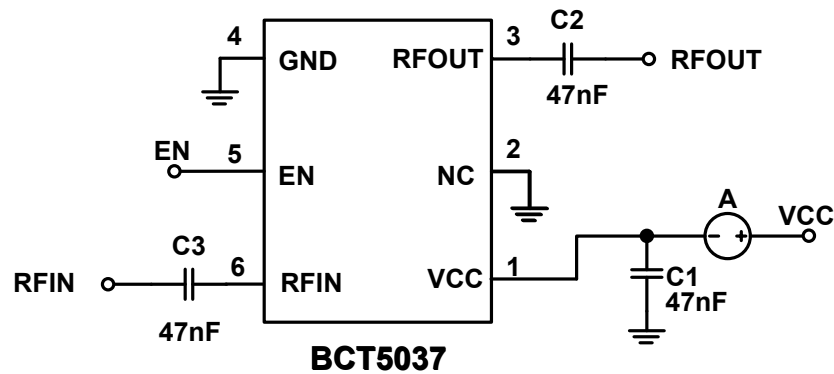 C2
4
3
GND
RFOUT
RFOUT
47nF
EN
5
2
EN
NC
A
VCC
C3
- +
RFIN
6
RFIN
VCC
1
C1
47nF
47nF
BCT5037